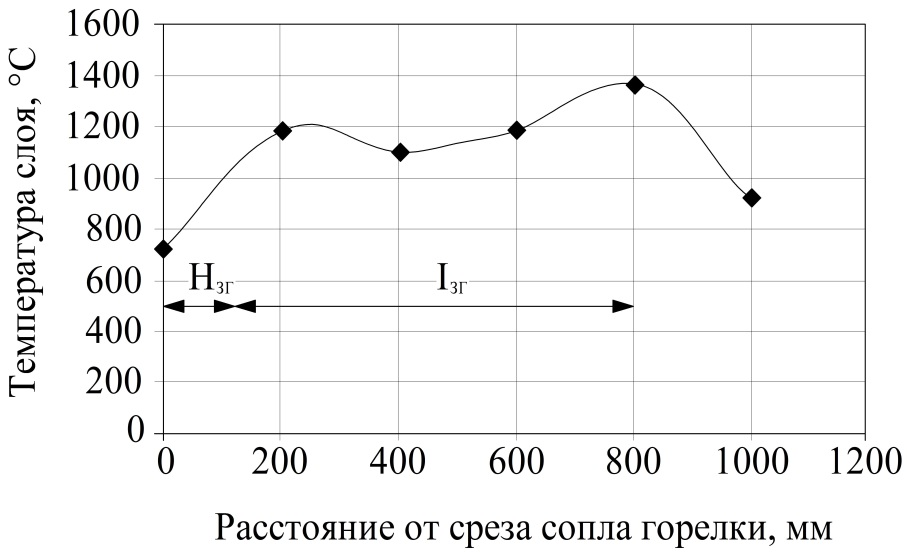 Температура слоя, °С
1600
1400
1200
1000
800
600
400
200
0
Hзг
Iзг
0 200 400 600 800 1000 1200
Расстояние от среза сопла горелки, мм